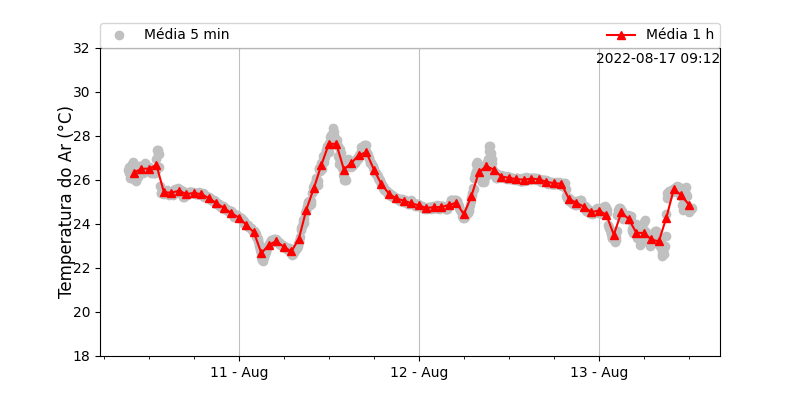 Média 5 min
Média 1 h
2022-08-17 09:12
Temperatura do Ar (°C)
32
30
28
26
24
22
20
18
11 - Aug
12 - Aug
13 - Aug